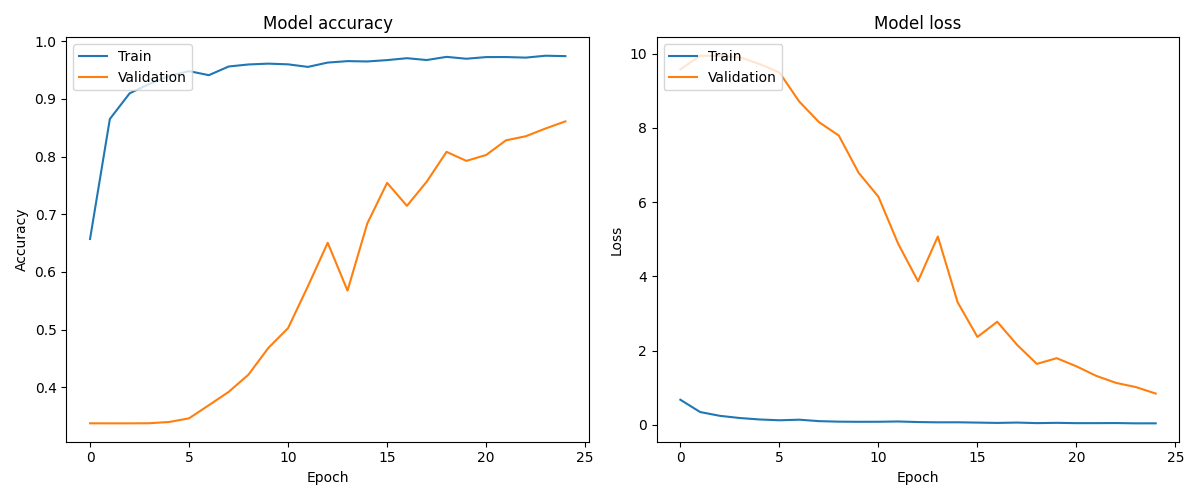 Model accuracy
Train
Validation
1.0
0.9
0.8
0.7
0.6
0.5
0.4
Accuracy
0 5 10 15 20 25
Epoch
Model loss
Train
Validation
10
8
6
4
2
0
Loss
0 5 10 15 20 25
Epoch